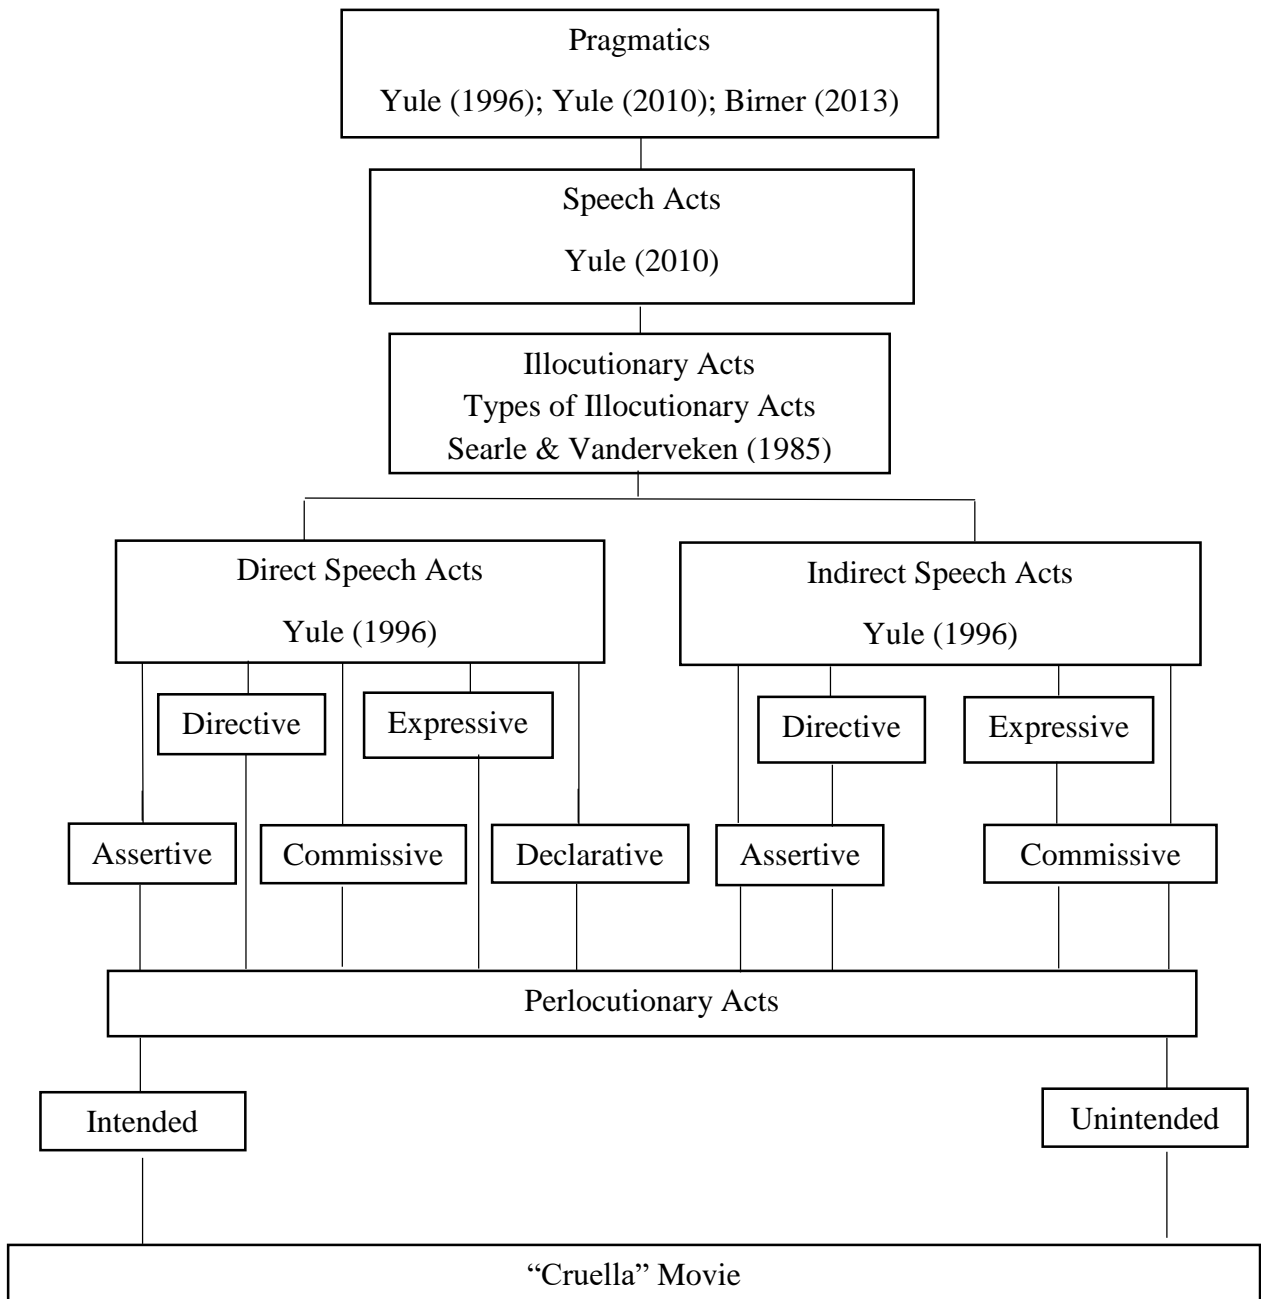 Pragmatics
Yule (1996); Yule (2010); Birner (2013)
Speech Acts
Yule (2010)
Illocutionary Acts
Types of Illocutionary Acts
Searle & Vanderveken (1985)
Direct Speech Acts
Yule (1996)
Indirect Speech Acts
Yule (1996)
Directive
Expressive
Directive
Expressive
Assertive
Commissive
Declarative
Assertive
Commissive
Perlocutionary Acts
Intended
Unintended
“Cruella” Movie